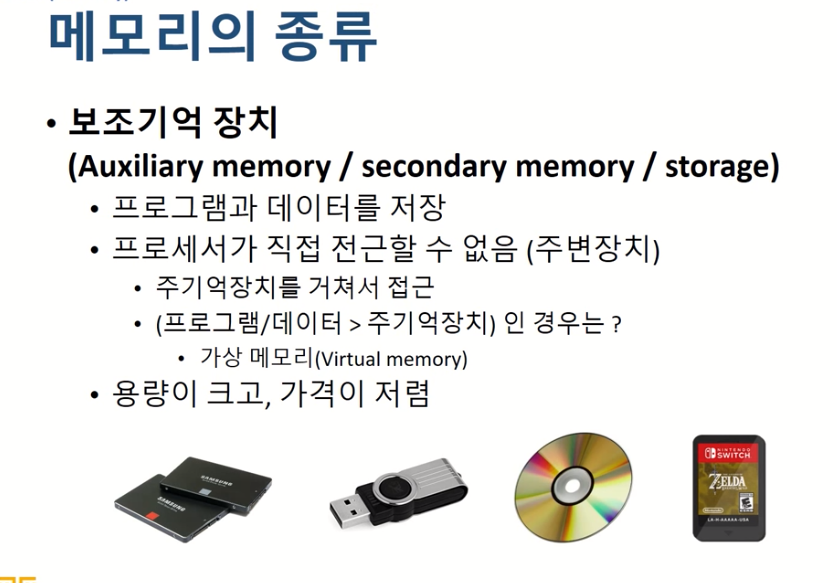 메모리의 종류
• 보조기억 장치
(Auxiliary memory / secondary memory / storage)
• 프로그램과 데이터를 저장
• 프로세서가 직접 전근할 수 없음 (주변장치)
• 주기억장치를 거쳐서 접근
• (프로그램/데이터 > 주기억장치) 인 경우는 ?
• 가상 메모리(Virtual memory)
• 용량이 크고, 가격이 저렴
SAMSUNG
SAMSUNG
NINTENDO
SWITCH
ZELDA
Nintendo
LA-H-AAAAA-USA